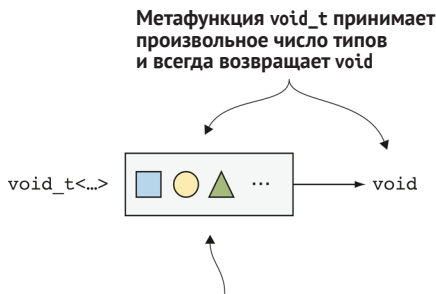 Метафункция void_t принимает
произвольное число типов
и всегда возвращает void
void_t<…> … void